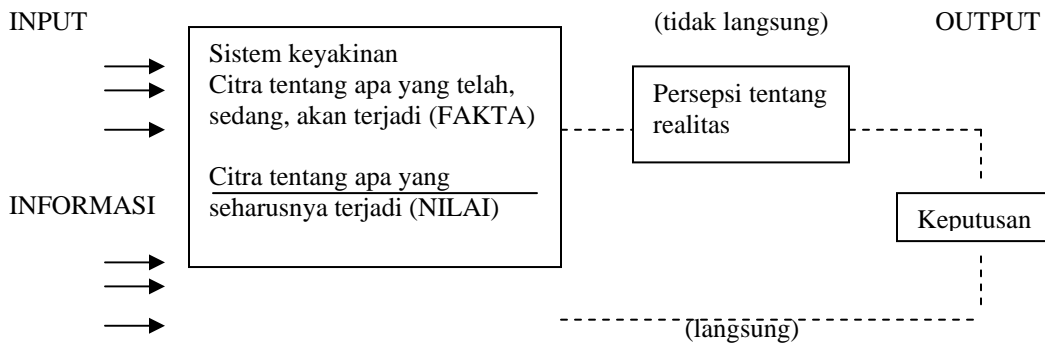 INPUT
(tidak langsung)
OUTPUT
Sistem keyakinan
Citra tentang apa yang telah,
sedang, akan terjadi (FAKTA)
Persepsi tentang
realitas
Citra tentang apa yang
seharusnya terjadi (NILAI)
INFORMASI
Keputusan
(langsung)